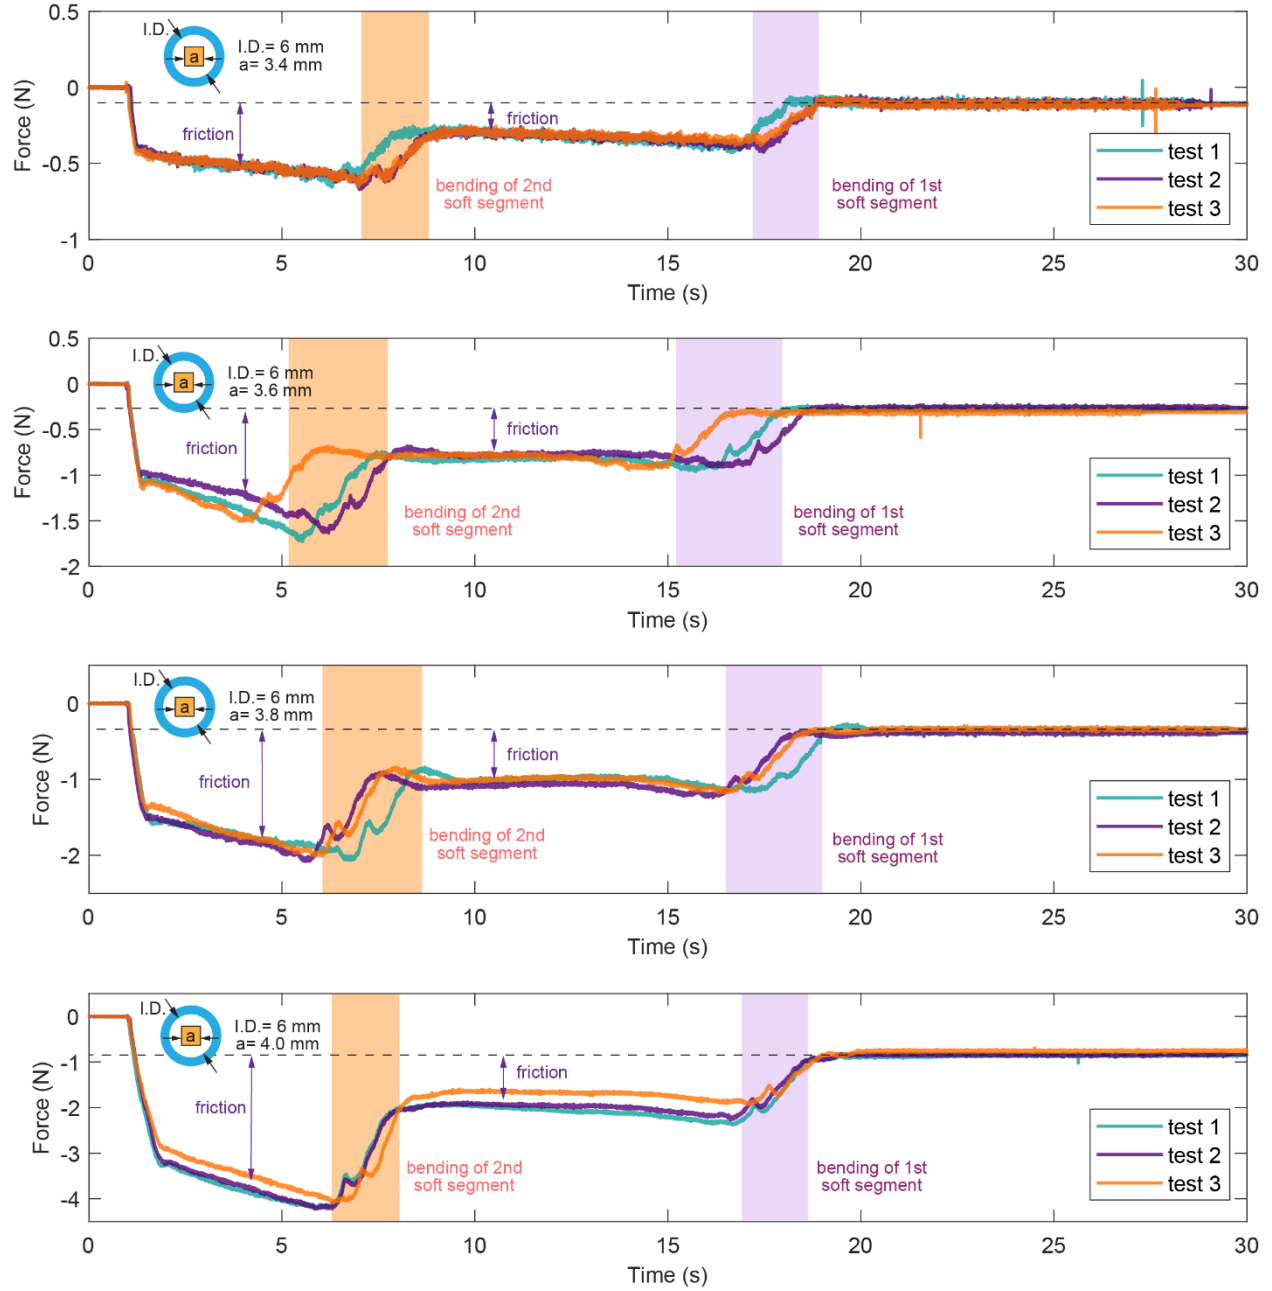 0.5
0
-0.5
-1
Force (N)
I.D.
a
I.D.= 6 mm
a= 3.4 mm
friction
friction
bending of 2nd
soft segment
bending of 1st
soft segment
test 1
test 2
test 3
0 5 10 15 20 25 30
Time (s)
0.5
0
-0.5
-1
-1.5
-2
Force (N)
I.D.
a
I.D.= 6 mm
a= 3.6 mm
friction
friction
bending of 2nd
soft segment
bending of 1st
soft segment
test 1
test 2
test 3
0 5 10 15 20 25 30
Time (s)
0
-1
-2
Force (N)
I.D.
a
I.D.= 6 mm
a= 3.8 mm
friction
friction
bending of 2nd
soft segment
bending of 1st
soft segment
test 1
test 2
test 3
0 5 10 15 20 25 30
Time (s)
0
-1
-2
-3
-4
Force (N)
I.D.
a
I.D.= 6 mm
a= 4.0 mm
friction
friction
bending of 2nd
soft segment
bending of 1st
soft segment
test 1
test 2
test 3
0 5 10 15 20 25 30
Time (s)